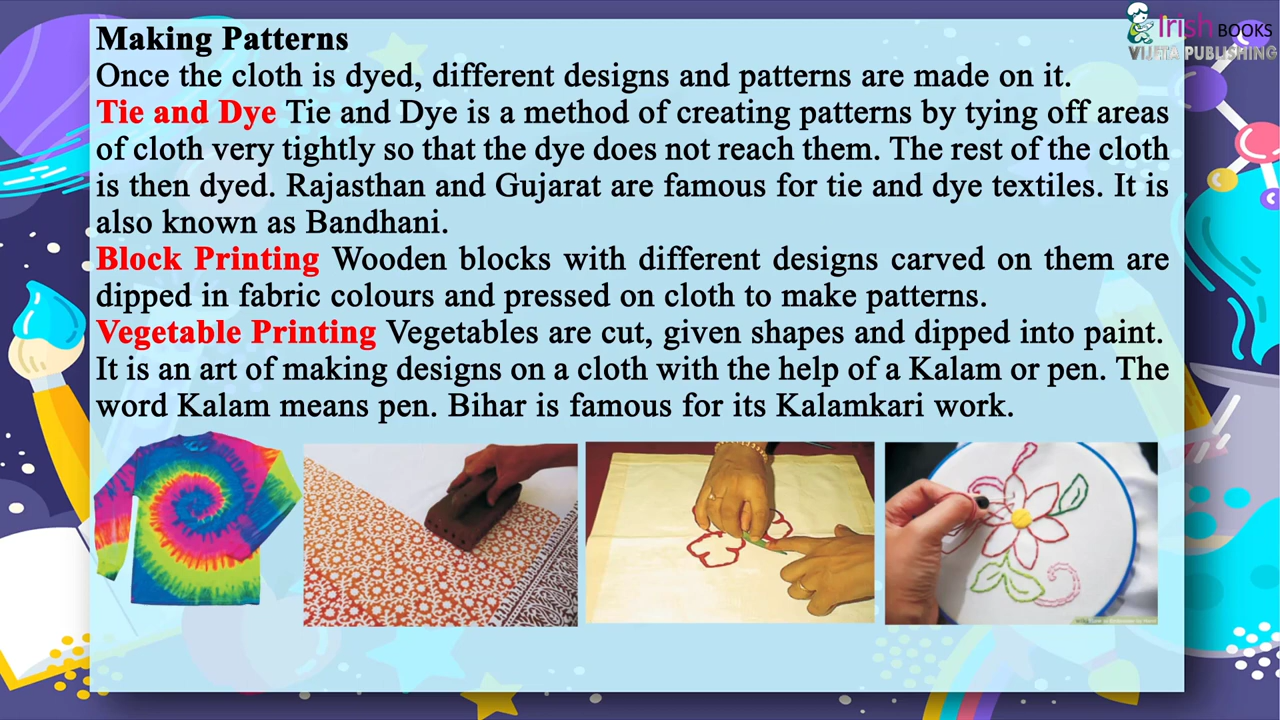 Irish BOOKS
VIJETA PUBLISHING
Making Patterns
Once the cloth is dyed, different designs and patterns are made on it.
Tie and Dye Tie and Dye is a method of creating patterns by tying off areas
of cloth very tightly so that the dye does not reach them. The rest of the cloth
is then dyed. Rajasthan and Gujarat are famous for tie and dye textiles. It is
also known as Bandhani.
Block Printing Wooden blocks with different designs carved on them are
dipped in fabric colours and pressed on cloth to make patterns.
Vegetable Printing Vegetables are cut, given shapes and dipped into paint.
It is an art of making designs on a cloth with the help of a Kalam or pen. The
word Kalam means pen. Bihar is famous for its Kalamkari work.